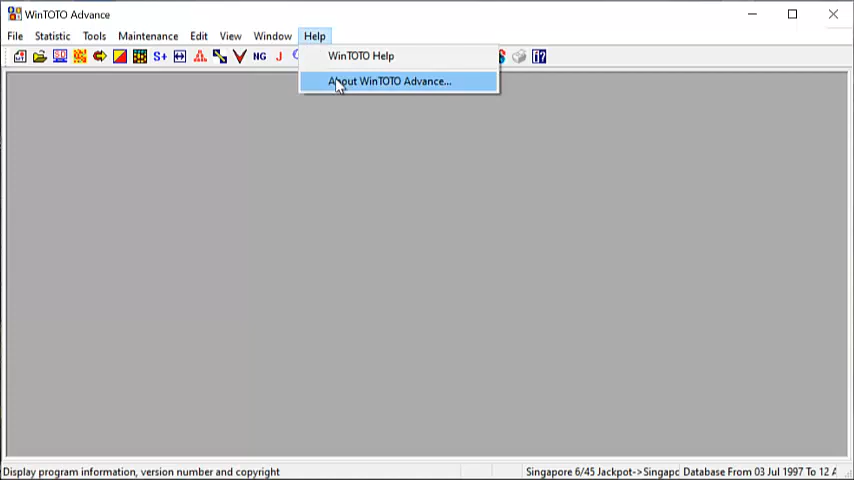 WinTOTO Advance
File Statistic Tools Maintenance Edit View Window Help
S+ NG J
WinTOTO Help
About WinTOTO Advance...
Display program information, version number and copyright
Singapore 6/45 Jackpot->Singapc Database From 03 Jul 1997 To 12